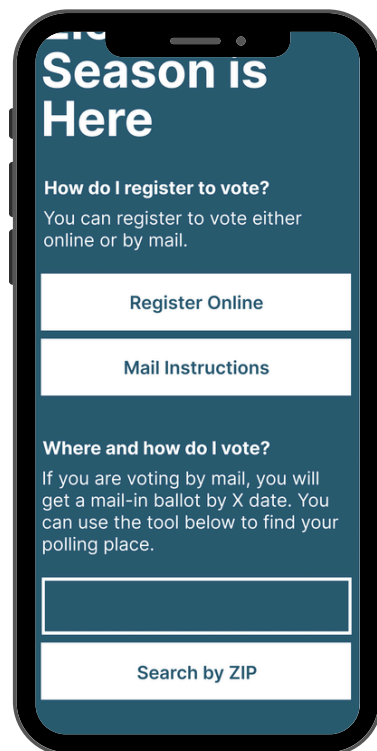 Season is
Here
How do I register to vote?
You can register to vote either
online or by mail.
Register Online
Mail Instructions
Where and how do I vote?
If you are voting by mail, you will
get a mail-in ballot by X date. You
can use the tool below to find your
polling place.
Search by ZIP